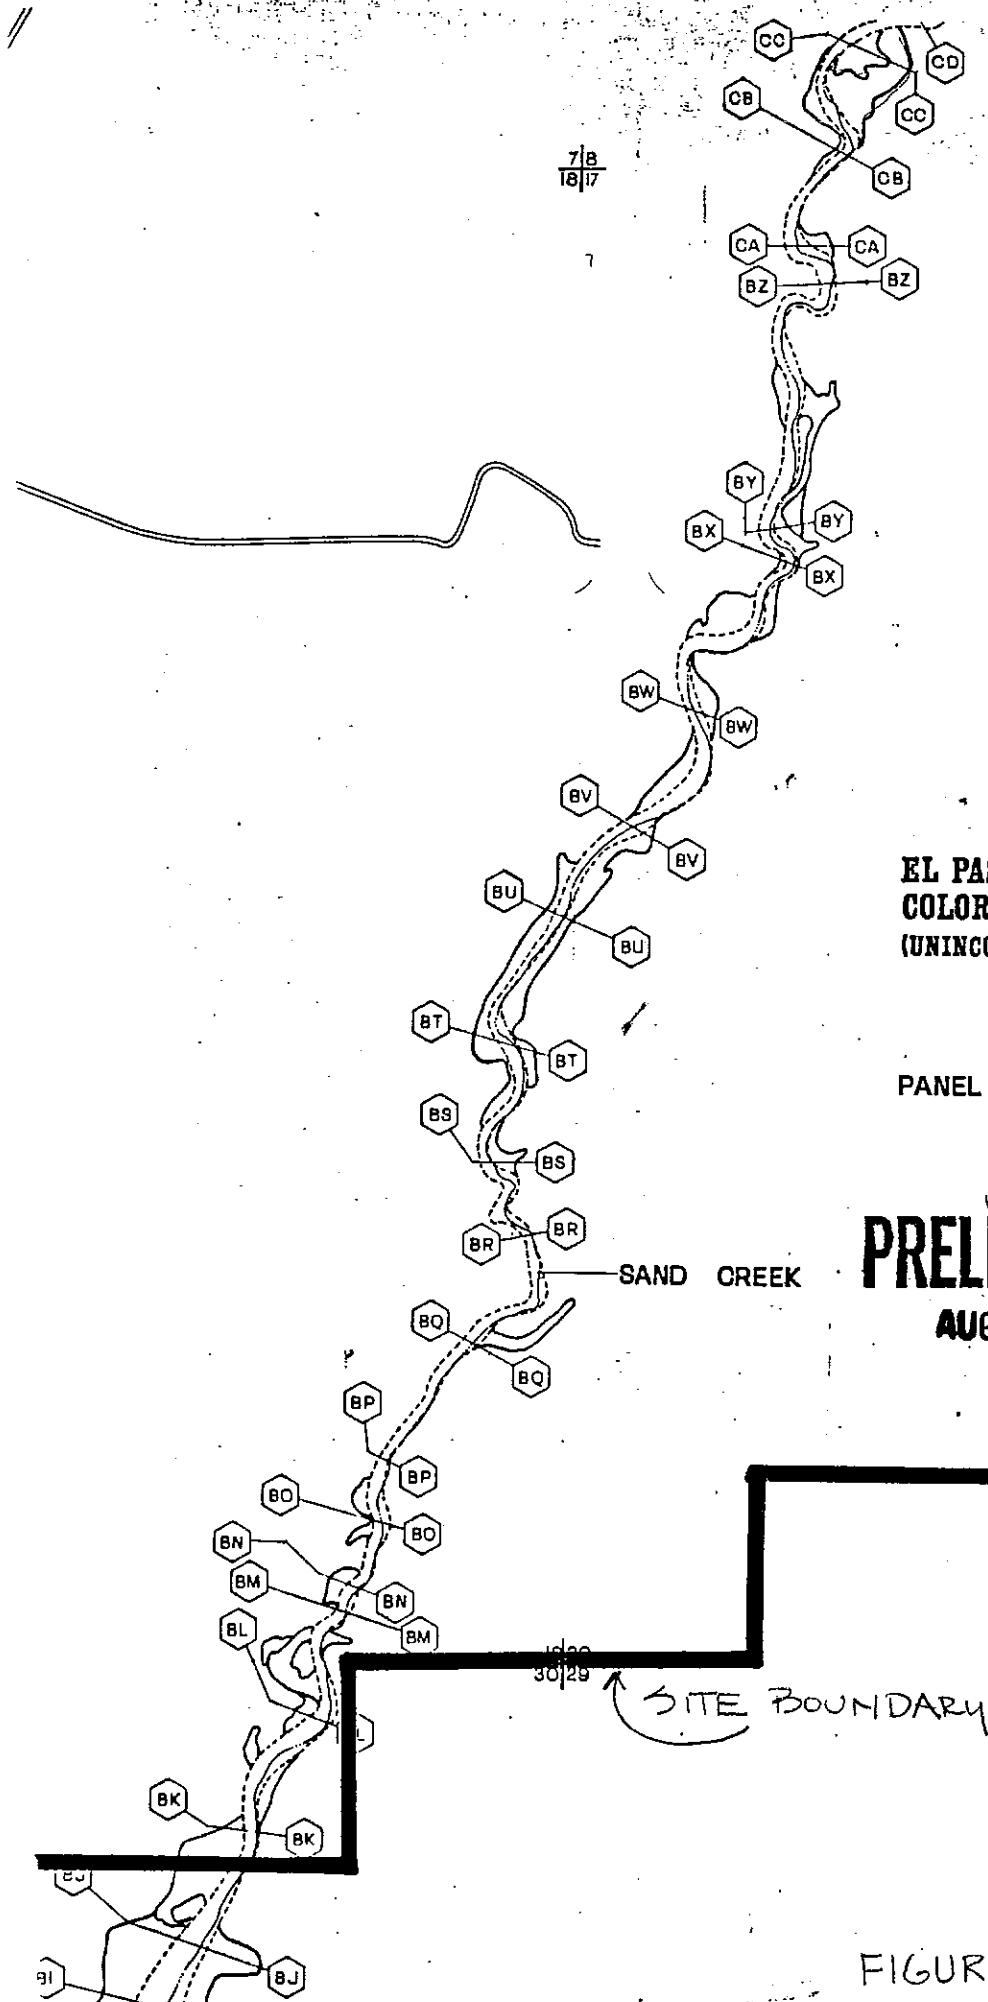 CC
CD
CB
CC
7|8
18|17
CB
CA CA
BZ BZ
BY
BX BY
BX
BW
BW
BV
BV
EL PA
COLOR
BU
(UNINC
BU
BT
BT
PANEL
BS
BS
BR BR
PREL
SAND CREEK
AUG
BQ
BQ
BP
BP
BO
BO
BN
BM BN
BL BM
30|29
SITE BOUNDARY
BK
BK
BJ
BJ
FIGUR